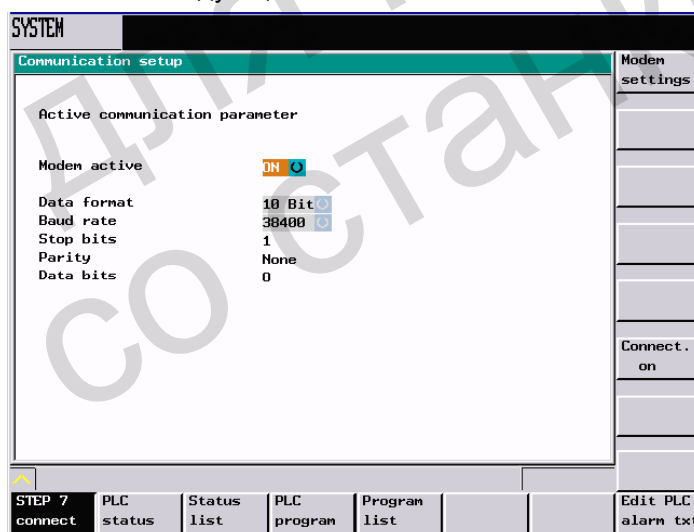 SYSTEM
Communication setup
Active communication parameter
Modem active ON
Data format 10 Bit
Baud rate 38400
Stop bits 1
Parity None
Data bits 0
Modem
settings
Connect.
on
STEP 7
connect
PLC
status
Status
list
PLC
program
Program
list
Edit PLC
alarm txt
со станк